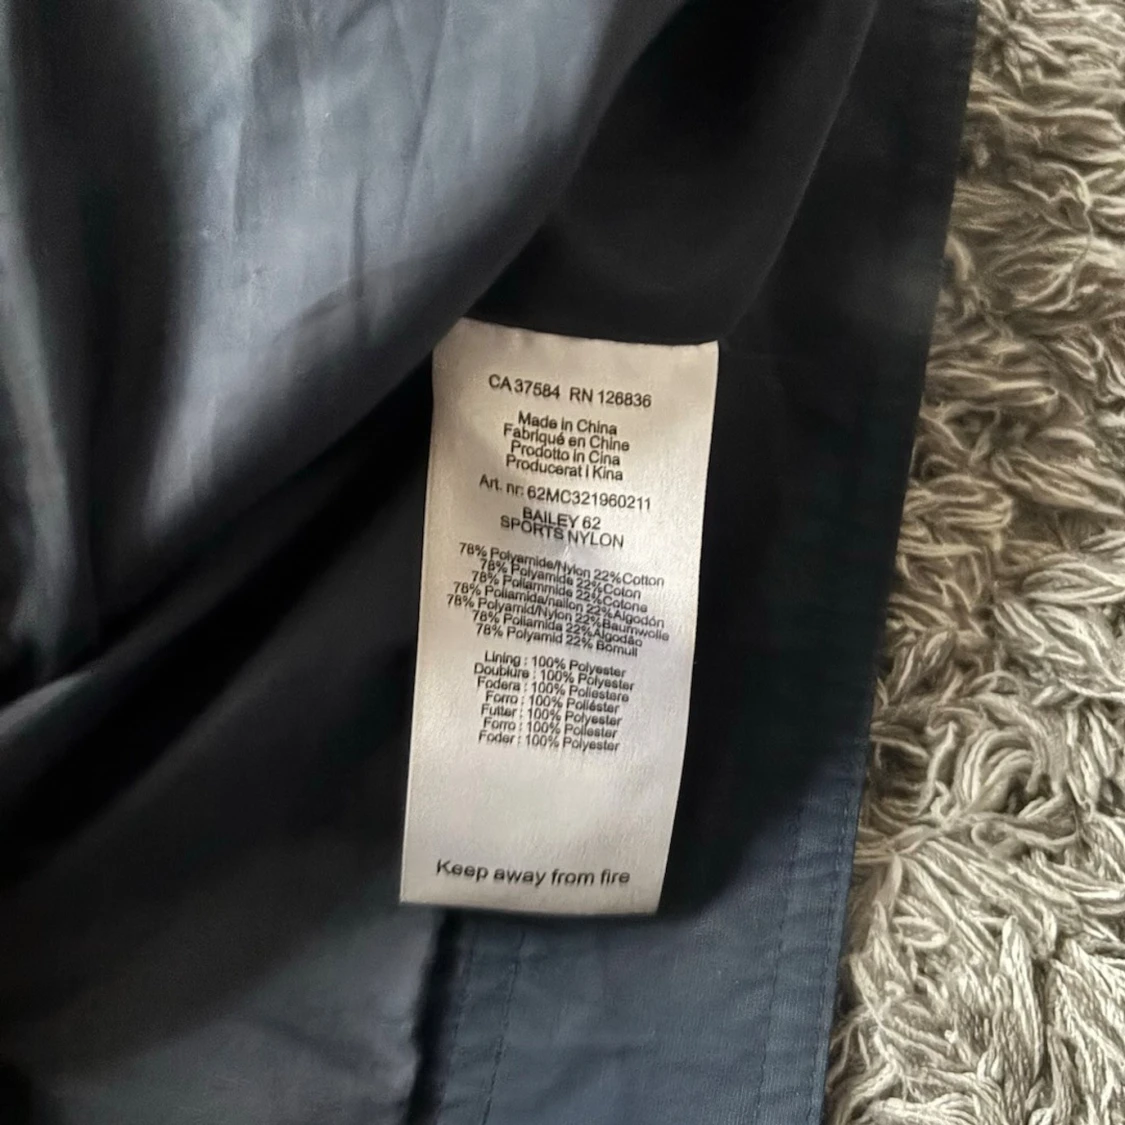 CA 37584 RN 126836
Made in China
Fabriqué en Chine
Prodotto in Cina
Producerat i Kina
Art. nr: 62MC321960211
BAILEY 62
SPORTS NYLON
78% Polyamide/Nylon 22%Cotton
78% Polyamide 22%Coton
78% Poliammide 22%Cotone
78% Poliamida/nailon 22%Algodón
78% Polyamid/Nylon 22%Baumwolle
78% Poliamida 22%Algodão
78% Polyamid 22% Bomull
Lining : 100% Polyester
Doublure : 100% Polyester
Fodera : 100% Poliestere
Forro : 100% Poliéster
Futter : 100% Polyester
Forro : 100% Poliester
Foder : 100% Polyester
Keep away from fire